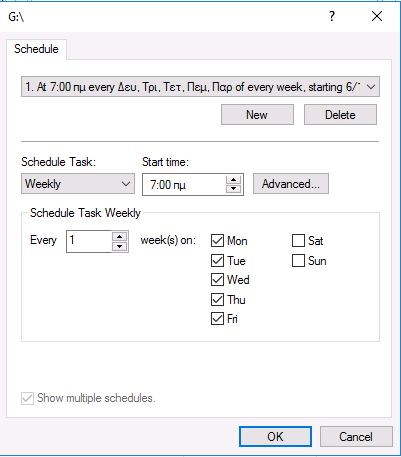 G:\
?
Schedule
1. At 7:00 πμ every Δευ, Τρι, Τετ, Πεμ, Παρ of every week, starting 6/
New
Delete
Schedule Task:
Start time:
Weekly
7:00 πμ
Advanced...
Schedule Task Weekly
Every 1 week(s) on:
Mon
Sat
Tue
Sun
Wed
Thu
Fri
Show multiple schedules.
OK
Cancel